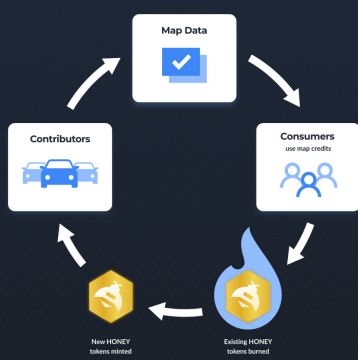 Map Data
Contributors
Consumers
use map credits
New HONEY
tokens minted
Existing HONEY
tokens burned